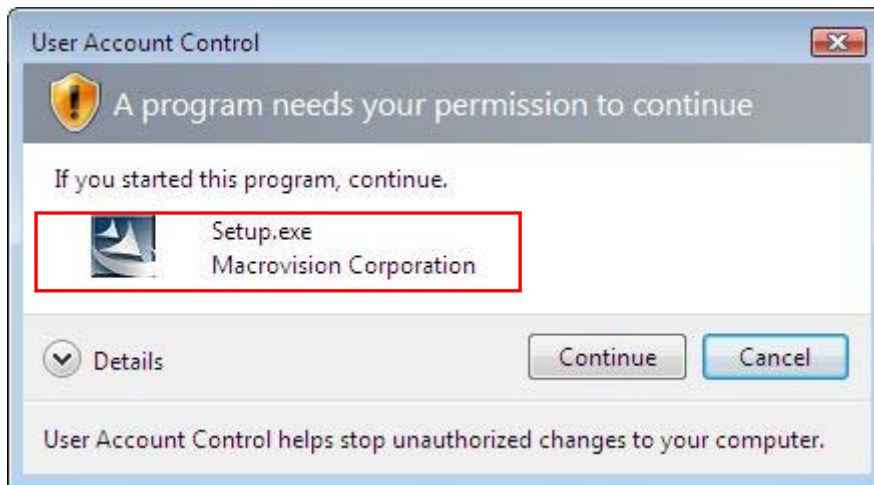 User Account Control
A program needs your permission to continue
If you started this program, continue.
Setup.exe
Macrovision Corporation
Details
Continue
Cancel
User Account Control helps stop unauthorized changes to your computer.